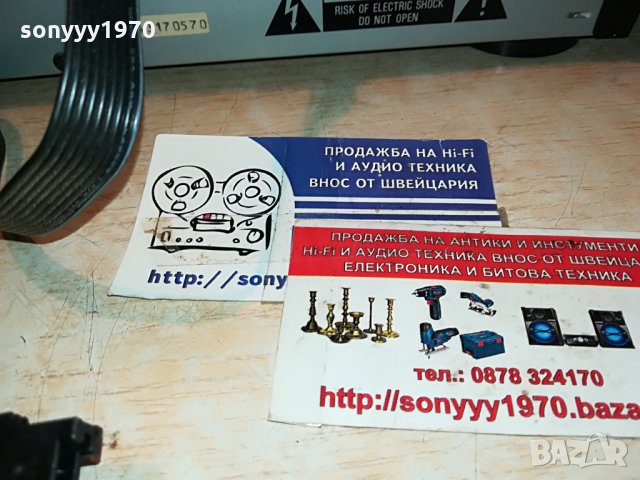 sonyyy1970
170570
RISK OF ELECTRIC SHOCK
DO NOT OPEN
ПРОДАЖБА НА Hi-Fi
И АУДИО ТЕХНИКА
ВНОС ОТ ШВЕЙЦАРИЯ
http://sony
ПРОДАЖБА НА АНТИКИ И ИНСТРУМЕНТИ
Hi-Fi И АУДИО ТЕХНИКА ВНОС ОТ ШВЕЙЦА
ЕЛЕКТРОНИКА И БИТОВА ТЕХНИКА
тел.: 0878 324170
http://sonyyy1970.baza
BAZAR
sonyyy1970